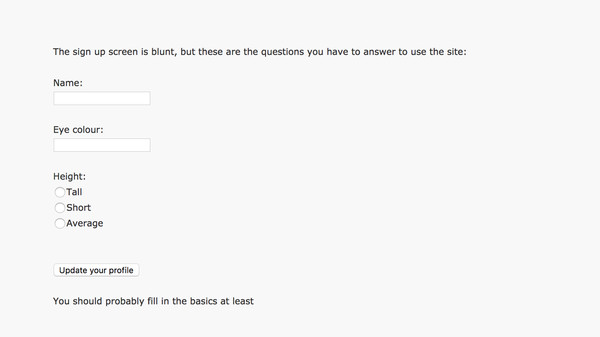 The sign up screen is blunt, but these are the questions you have to answer to use the site:
Name:
Eye colour:
Height:
Tall
Short
Average
Update your profile
You should probably fill in the basics at least